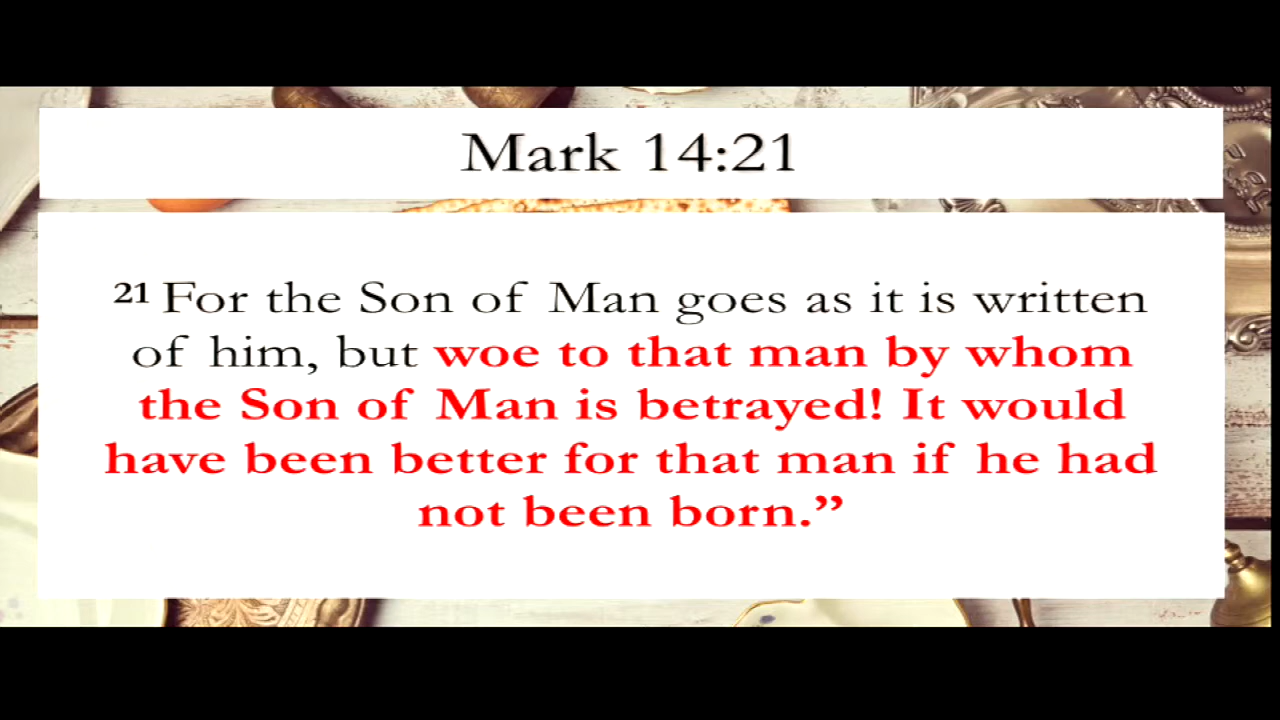 Mark 14:21
21 For the Son of Man goes as it is written
of him, but woe to that man by whom
the Son of Man is betrayed! It would
have been better for that man if he had
not been born.”